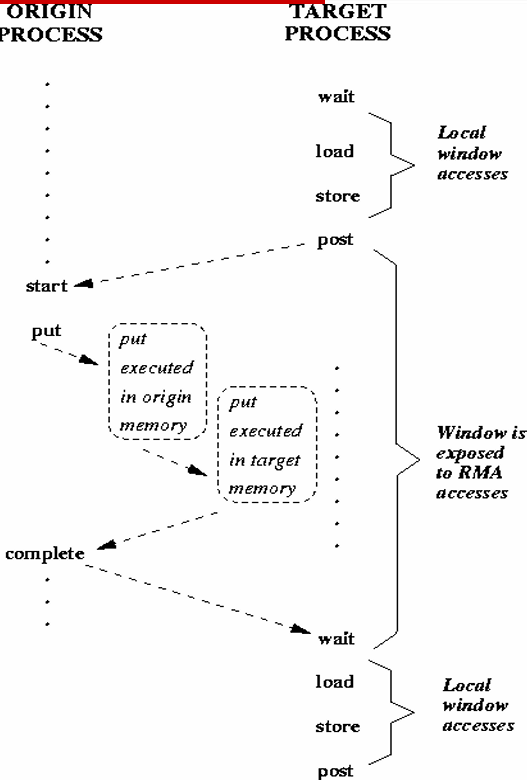 ORIGIN
PROCESS
TARGET
PROCESS
wait
load
store
Local
window
accesses
post
start
put
put
executed
in origin
memory
put
executed
in target
memory
Window is
exposed
to RMA
accesses
complete
wait
load
store
Local
window
accesses
post